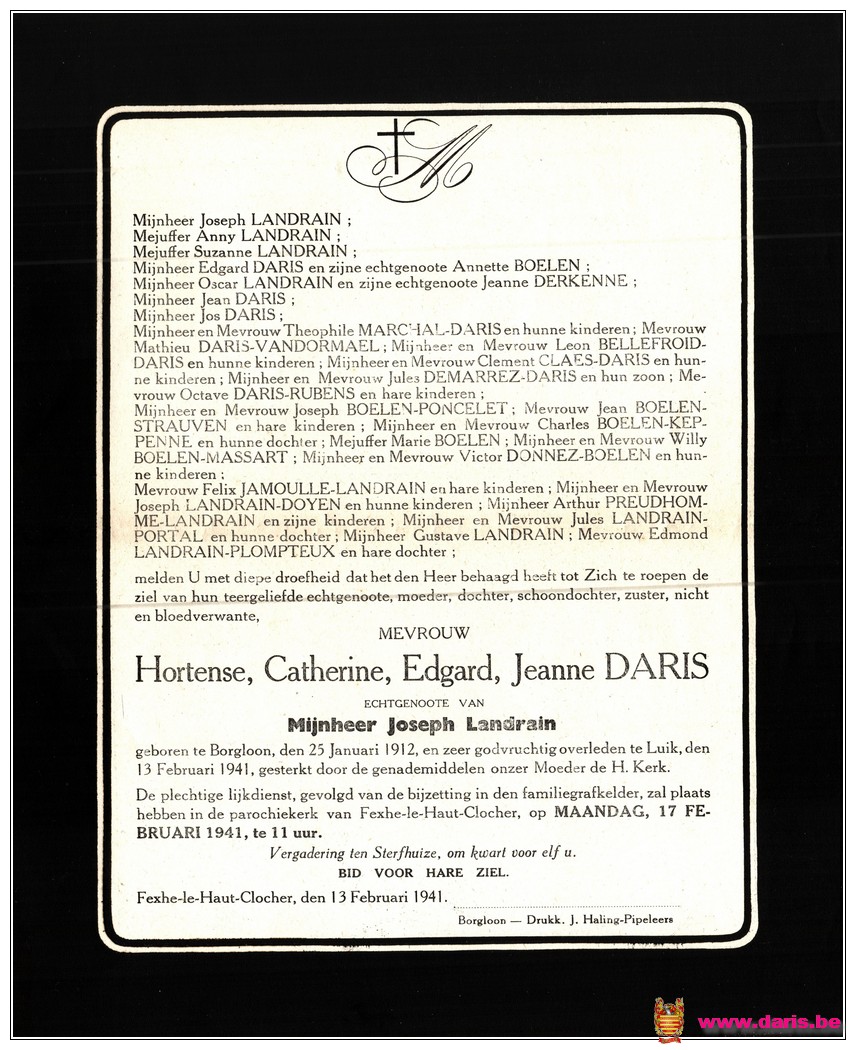 M
Mijnheer Joseph LANDRAIN ;
Mejuffer Anny LANDRAIN ;
Mejuffer Suzanne LANDRAIN ;
Mijnheer Edgard DARIS en zijne echtgenoote Annette BOELEN ;
Mijnheer Oscar LANDRAIN en zijne echtgenoote Jeanne DERKENNE ;
Mijnheer Jean DARIS ;
Mijnheer Jos DARIS ;
Mijnheer en Mevrouw Theophile MARCHAL-DARIS en hunne kinderen ; Mevrouw
Mathieu DARIS-VANDORMAEL ; Mijnheer en Mevrouw Leon BELLEFROID-
DARIS en hunne kinderen ; Mijnheer en Mevrouw Clement CLAES-DARIS en hun-
ne kinderen ; Mijnheer en Mevrouw Jules DEMARREZ-DARIS en hun zoon ; Me-
vrouw Octave DARIS-RUBENS en hare kinderen ;
Mijnheer en Mevrouw Joseph BOELEN-PONCELET ; Mevrouw Jean BOELEN-
STRAUVEN en hare kinderen ; Mijnheer en Mevrouw Charles BOELEN-KEP-
PENNE en hunne dochter ; Mejuffer Marie BOELEN ; Mijnheer en Mevrouw Willy
BOELEN-MASSART ; Mijnheer en Mevrouw Victor DONNEZ-BOELEN en hun-
ne kinderen ;
Mevrouw Felix JAMOULLE-LANDRAIN en hare kinderen ; Mijnheer en Mevrouw
Joseph LANDRAIN-DOYEN en hunne kinderen ; Mijnheer Arthur PREUDHOM-
ME-LANDRAIN en zijne kinderen ; Mijnheer en Mevrouw Jules LANDRAIN-
PORTAL en hunne dochter ; Mijnheer Gustave LANDRAIN ; Mevrouw Edmond
LANDRAIN-PLOMPTEUX en hare dochter ;
melden U met diepe droefheid dat het den Heer behaagd heeft tot Zich te roepen de
ziel van hun teergeliefde echtgenoote, moeder, dochter, schoondochter, zuster, nicht
en bloedverwante,
MEVROUW
Hortense, Catherine, Edgard, Jeanne DARIS
ECHTGENOOTE VAN
Mijnheer Joseph Landrain
geboren te Borgloon, den 25 Januari 1912, en zeer godvruchtig overleden te Luik, den
13 Februari 1941, gesterkt door de genademiddelen onzer Moeder de H. Kerk.
De plechtige lijkdienst, gevolgd van de bijzetting in den familiegrafkelder, zal plaats
hebben in de parochiekerk van Fexhe-le-Haut-Clocher, op MAANDAG, 17 FE-
BRUARI 1941, te 11 uur.
Vergadering ten Sterfhuize, om kwart voor elf u.
BID VOOR HARE ZIEL.
Fexhe-le-Haut-Clocher, den 13 Februari 1941.
Borgloon — Drukk. J. Haling-Pipeleers
www.daris.be